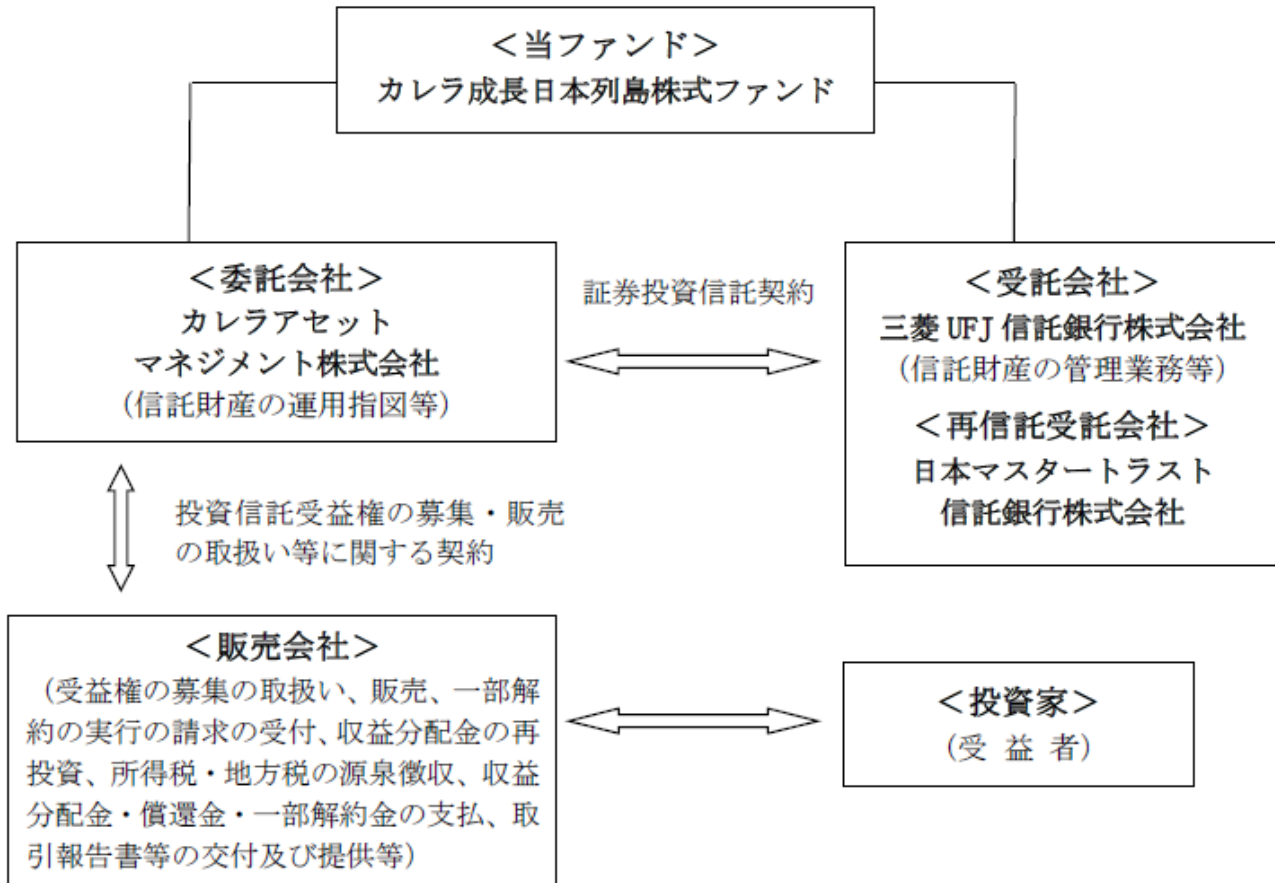 ＜当ファンド＞
カレラ成長日本列島株式ファンド
＜委託会社＞
カレラアセット
マネジメント株式会社
（信託財産の運用指図等）
証券投資信託契約
＜受託会社＞
三菱UFJ信託銀行株式会社
（信託財産の管理業務等）
＜再信託受託会社＞
日本マスタートラスト
信託銀行株式会社
投資信託受益権の募集・販売
の取扱い等に関する契約
＜販売会社＞
（受益権の募集の取扱い、販売、一部解
約の実行の請求の受付、収益分配金の再
投資、所得税・地方税の源泉徴収、収益
分配金・償還金・一部解約金の支払、取
引報告書等の交付及び提供等）
＜投資家＞
（受 益 者）